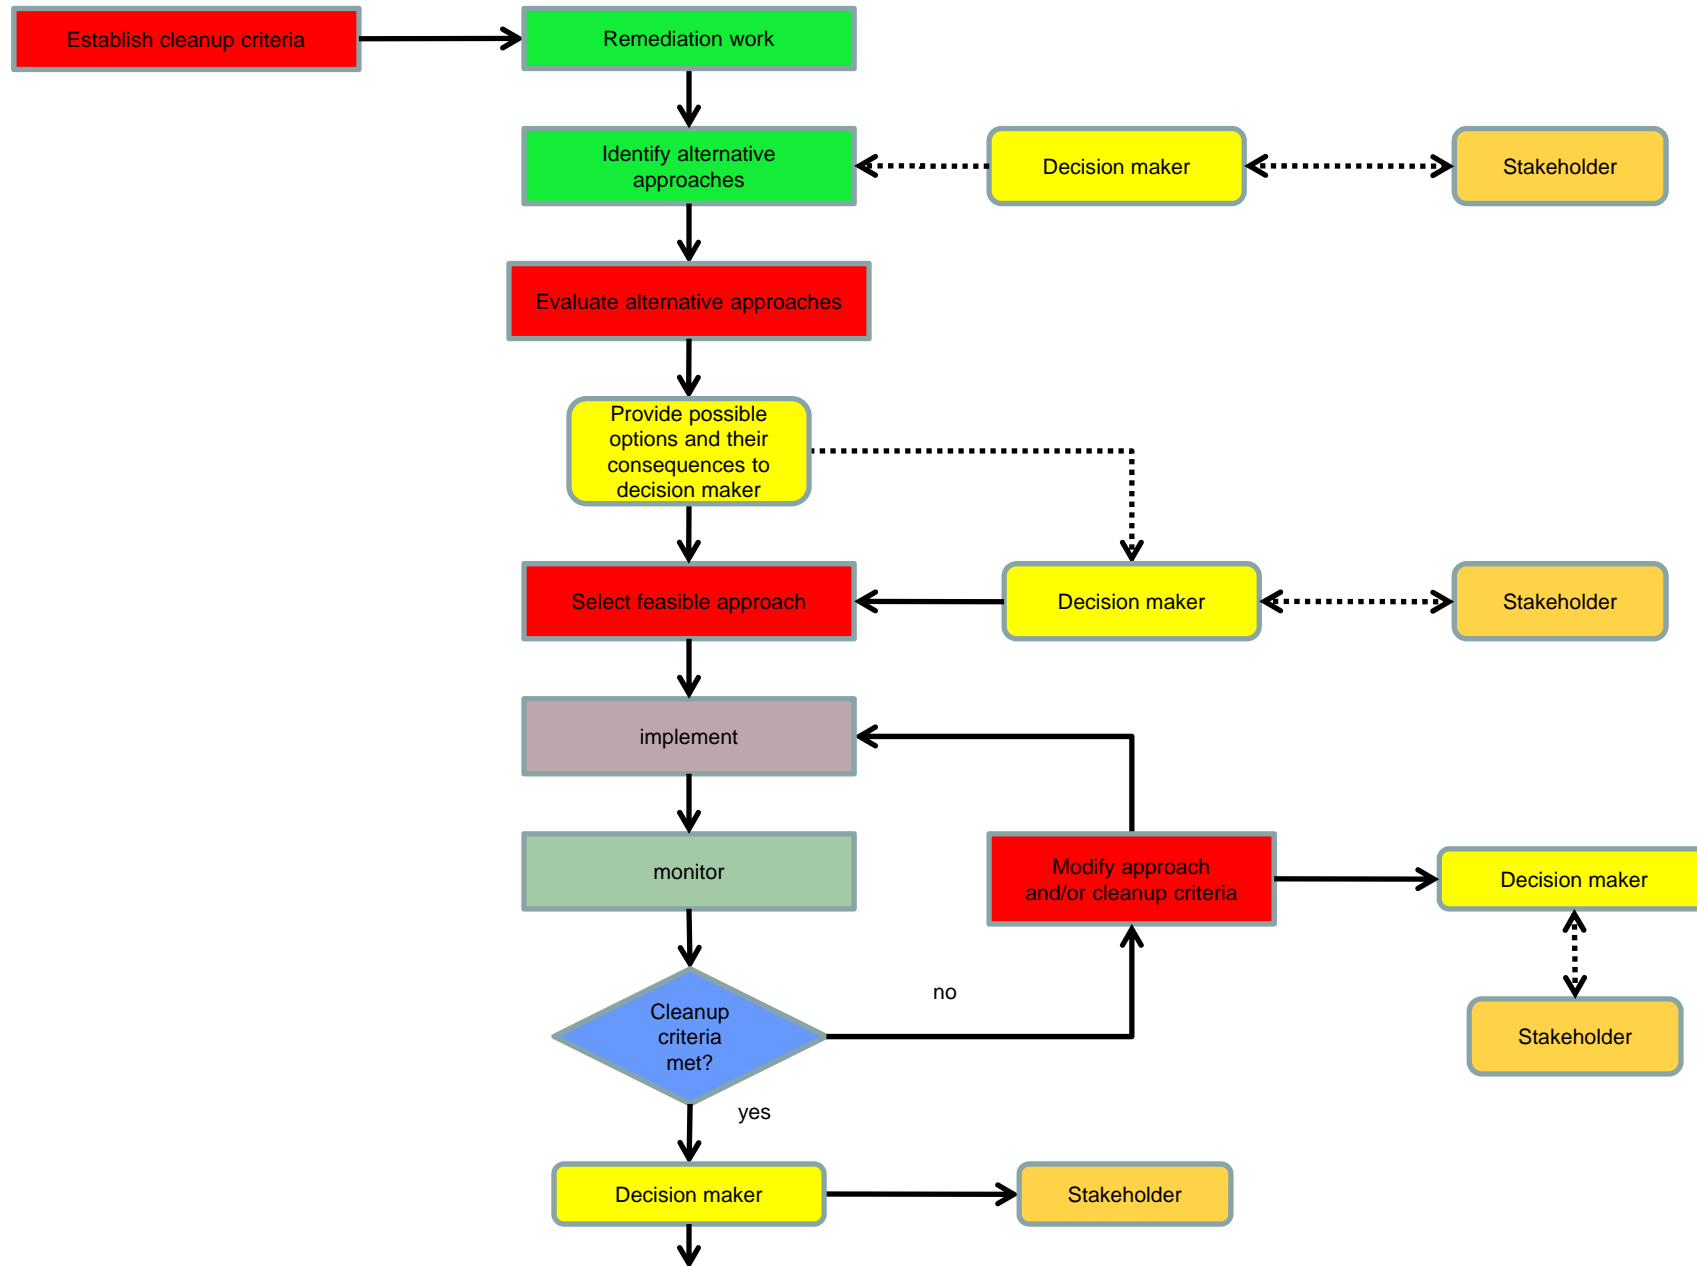 Establish cleanup criteria
Remediation work
Identify alternative
approaches
Decision maker
Stakeholder
Evaluate alternative approaches
Provide possible
options and their
consequences to
decision maker
Select feasible approach
Decision maker
Stakeholder
implement
monitor
Modify approach
and/or cleanup criteria
Decision maker
Cleanup
criteria
met?
no
Stakeholder
yes
Decision maker
Stakeholder